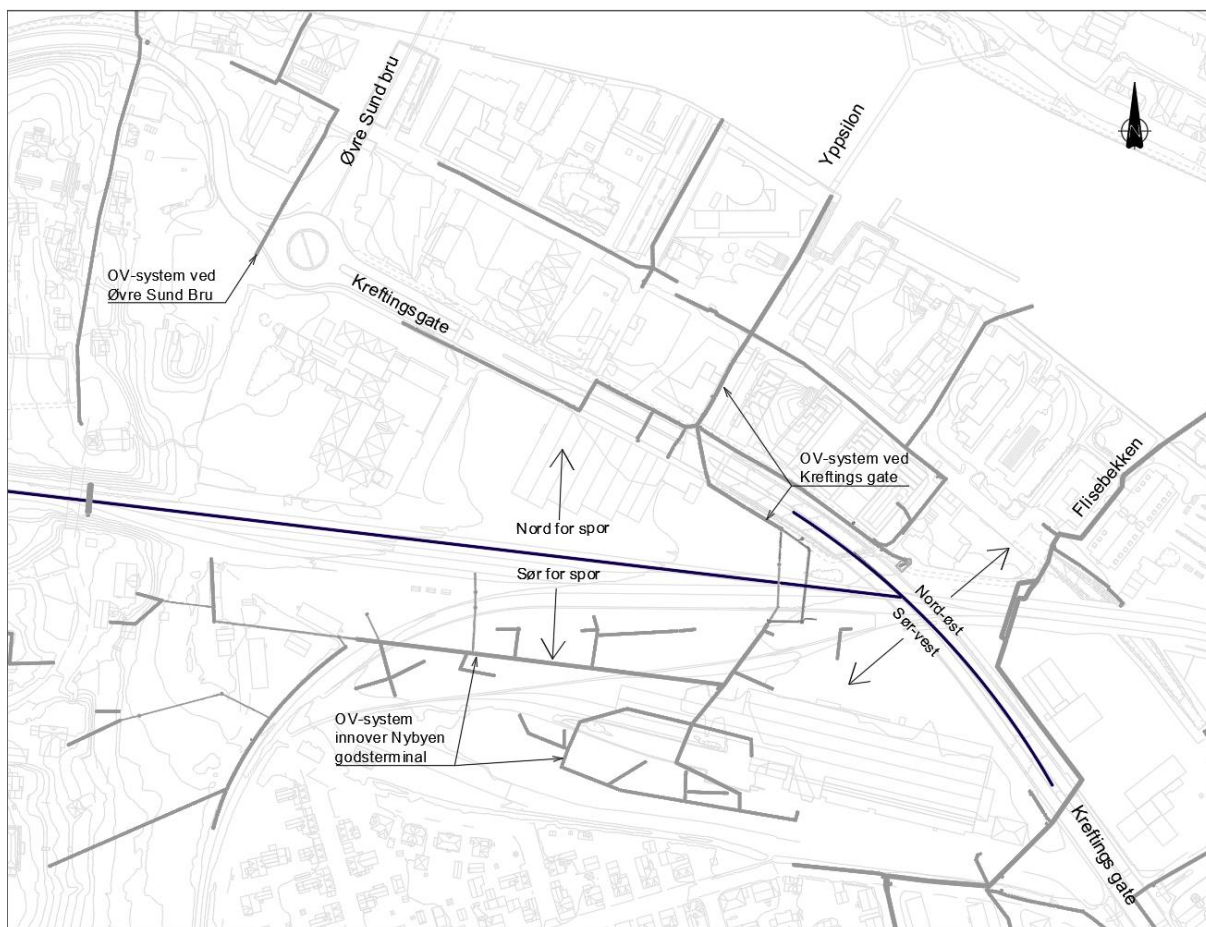 Øvre Sund bru
Yppsilon
N
OV-system ved
Øvre Sund Bru
Kreftingsgate
Flisebekken
OV-system ved
Kreftings gate
Nord for spor
Sør for spor
Nord-øst
Sør-vest
OV-system
innover Nybyen
godsterminal
Kreftings gate